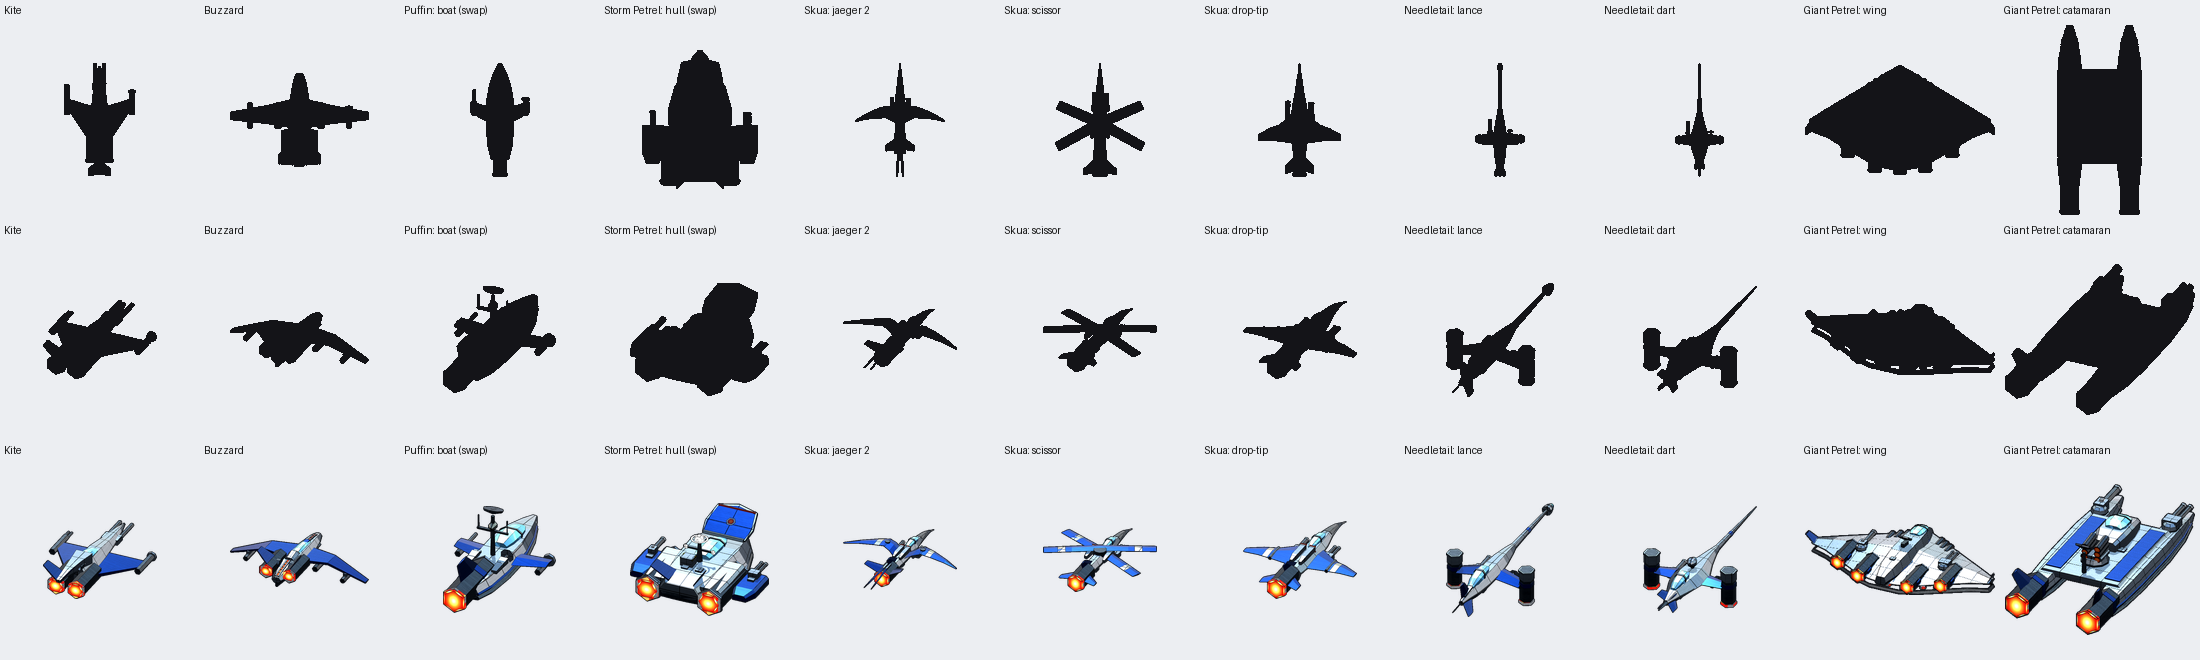 Kite Buzzard Puffin: boat (swap) Storm Petrel: hull (swap) Skua: jaeger 2 Skua: scissor Skua: drop-tip Needletail: lance Needletail: dart Giant Petrel: wing Giant Petrel: catamaran
Kite Buzzard Puffin: boat (swap) Storm Petrel: hull (swap) Skua: jaeger 2 Skua: scissor Skua: drop-tip Needletail: lance Needletail: dart Giant Petrel: wing Giant Petrel: catamaran
Kite Buzzard Puffin: boat (swap) Storm Petrel: hull (swap) Skua: jaeger 2 Skua: scissor Skua: drop-tip Needletail: lance Needletail: dart Giant Petrel: wing Giant Petrel: catamaran